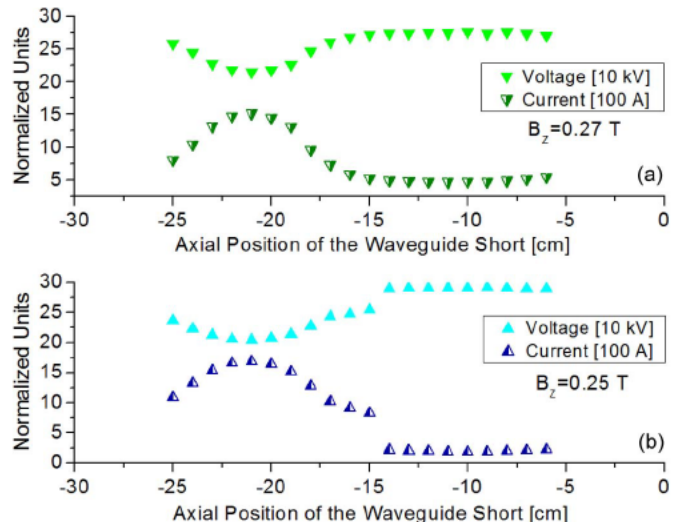 (a)
30
25
20
15
10
5
Normalized Units
Voltage [10 kV]
Current [100 A]
B_Z=0.27 T
(a)
-30 -25 -20 -15 -10 -5 0
Axial Position of the Waveguide Short [cm]
30
25
20
15
10
5
0
Normalized Units
Voltage [10 kV]
Current [100 A]
B_Z=0.25 T
(b)
-30 -25 -20 -15 -10 -5 0
Axial Position of the Waveguide Short [cm]